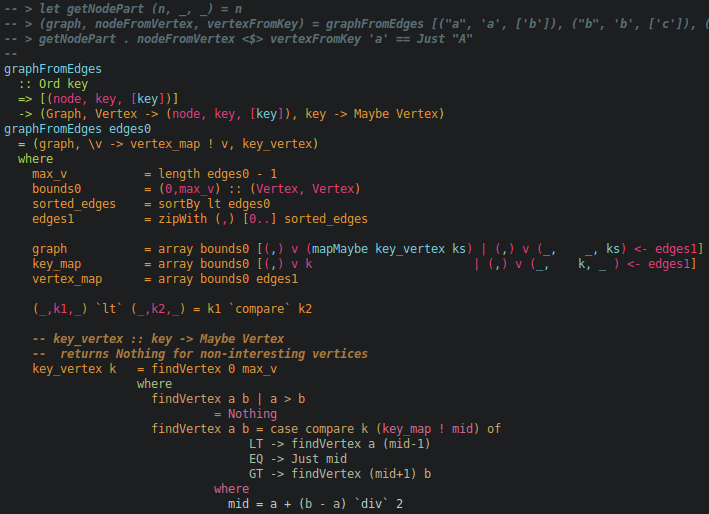 -- > let getNodePart (n, _, _) = n
-- > (graph, nodeFromVertex, vertexFromKey) = graphFromEdges [("a", 'a', ['b']), ("b", 'b', ['c']), (
-- > getNodePart . nodeFromVertex <$> vertexFromKey 'a' == Just "A"
--
graphFromEdges
  :: Ord key
  => [(node, key, [key])]
  -> (Graph, Vertex -> (node, key, [key]), key -> Maybe Vertex)
graphFromEdges edges0
  = (graph, \v -> vertex_map ! v, key_vertex)
  where
    max_v           = length edges0 - 1
    bounds0         = (0,max_v) :: (Vertex, Vertex)
    sorted_edges    = sortBy lt edges0
    edges1          = zipWith (,) [0..] sorted_edges

    graph           = array bounds0 [(,) v (mapMaybe key_vertex ks) | (,) v (_,    _, ks) <- edges1]
    key_map         = array bounds0 [(,) v k                       | (,) v (_,    k, _ ) <- edges1]
    vertex_map      = array bounds0 edges1

    (_,k1,_) `lt` (_,k2,_) = k1 `compare` k2

    -- key_vertex :: key -> Maybe Vertex
    --  returns Nothing for non-interesting vertices
    key_vertex k   = findVertex 0 max_v
                   where
                     findVertex a b | a > b
                              = Nothing
                     findVertex a b = case compare k (key_map ! mid) of
                                   LT -> findVertex a (mid-1)
                                   EQ -> Just mid
                                   GT -> findVertex (mid+1) b
                              where
                                mid = a + (b - a) `div` 2